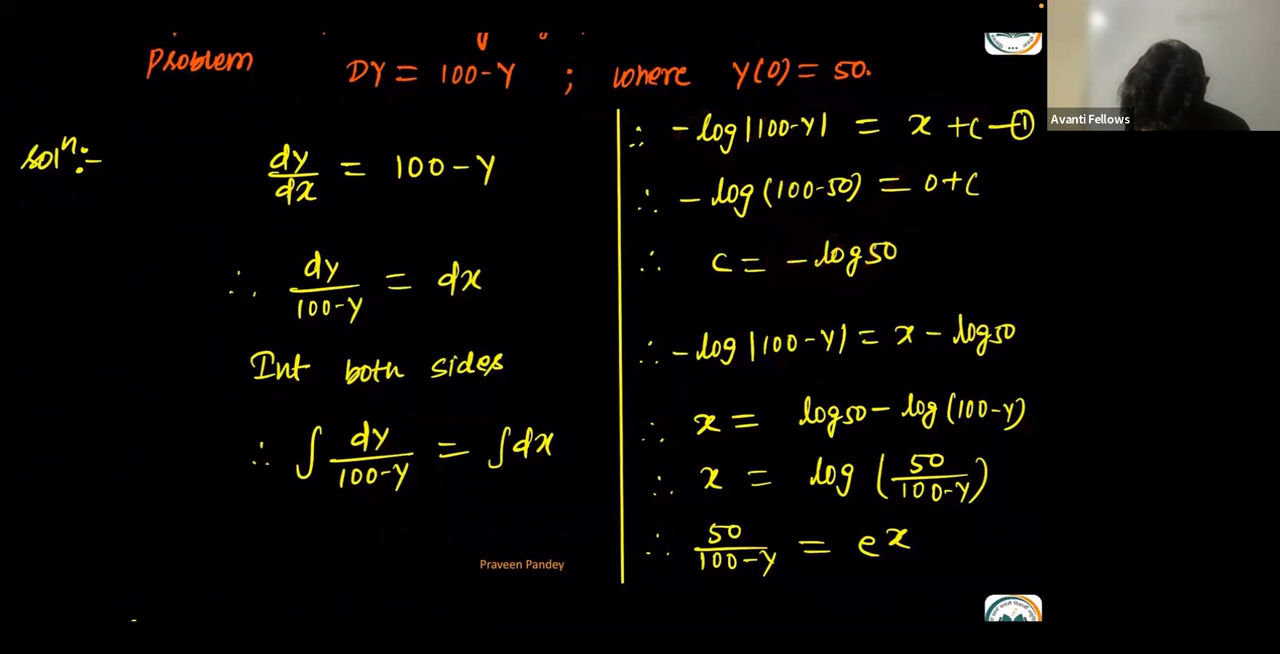 Problem DY = 100-Y ; where Y(0) = 50.
Soln:-
dy/dx = 100-Y
∴ dy/100-Y = dx
Int both sides
∴ ∫ dy/100-Y = ∫dx
∴ -log|100-Y| = x +C-①
∴ -log(100-50) = 0+C
∴ C = -log50
∴ -log|100-Y| = x - log50
∴ x = log50 - log(100-Y)
∴ x = log(50/100-Y)
∴ 50/100-Y = e^x
Praveen Pandey
Avanti Fellows